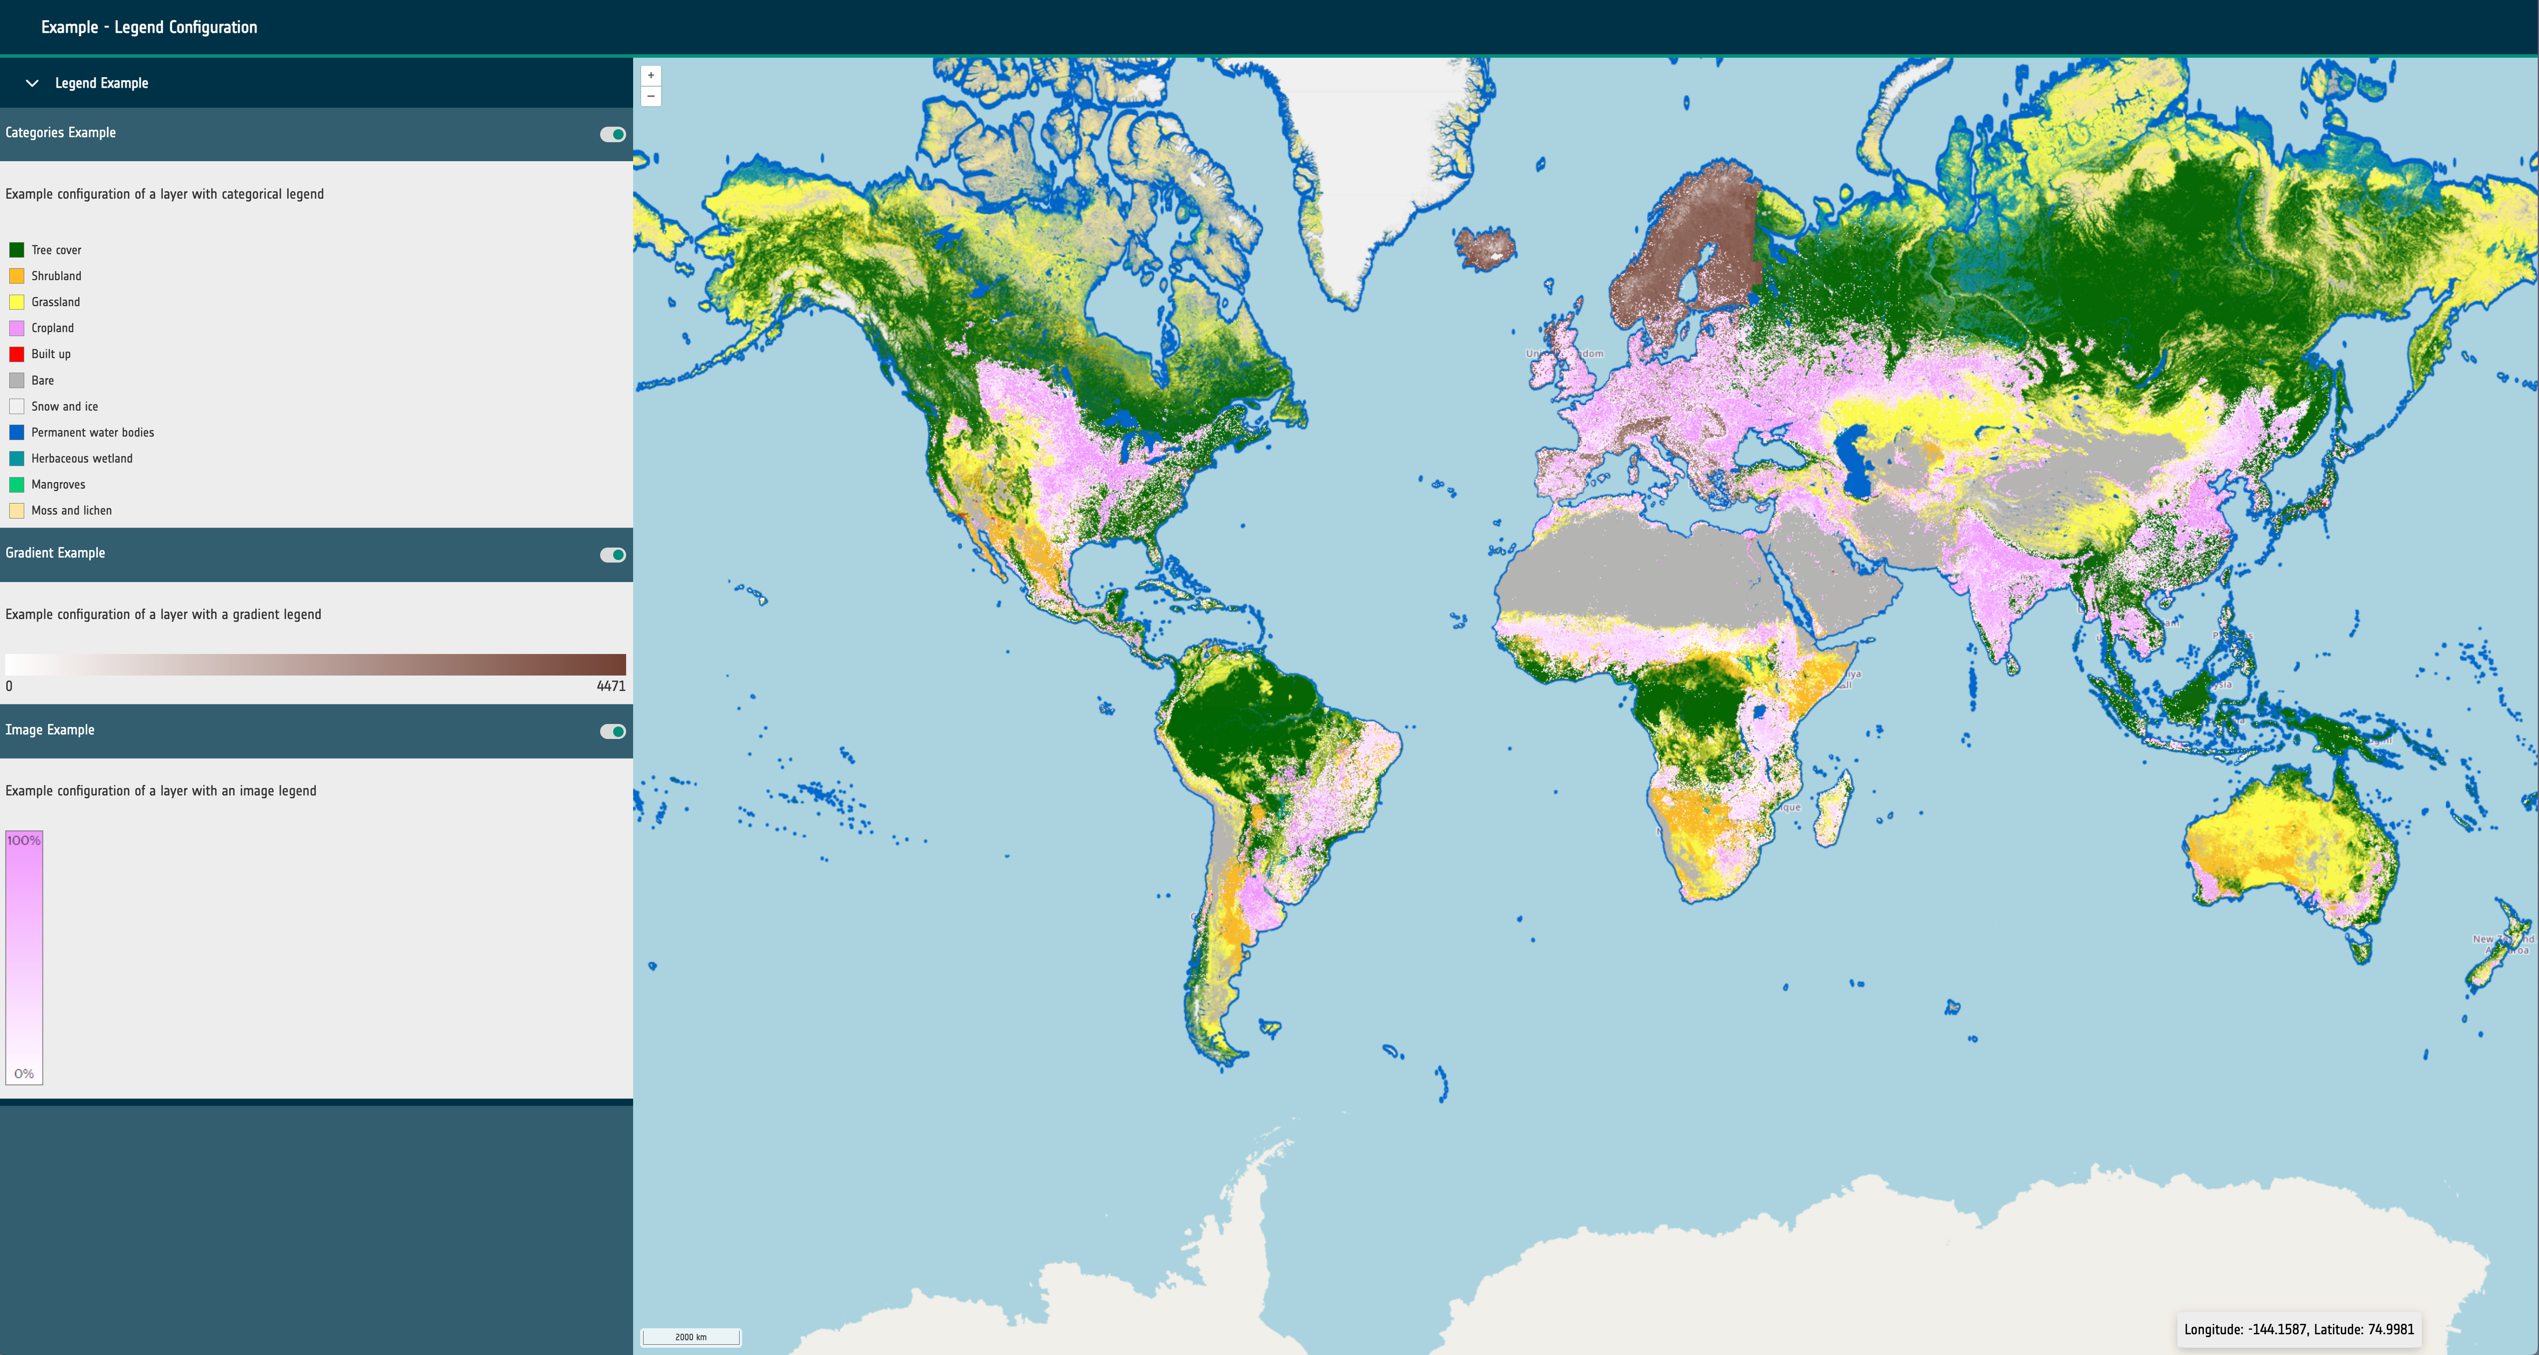 Example - Legend Configuration
Legend Example
Categories Example
Example configuration of a layer with categorical legend
Tree cover
Shrubland
Grassland
Cropland
Built up
Bare
Snow and ice
Permanent water bodies
Herbaceous wetland
Mangroves
Moss and lichen
Gradient Example
Example configuration of a layer with a gradient legend
0 4471
Image Example
Example configuration of a layer with an image legend
100%
0%
+
−
2000 km
Longitude: -144.1587, Latitude: 74.9981